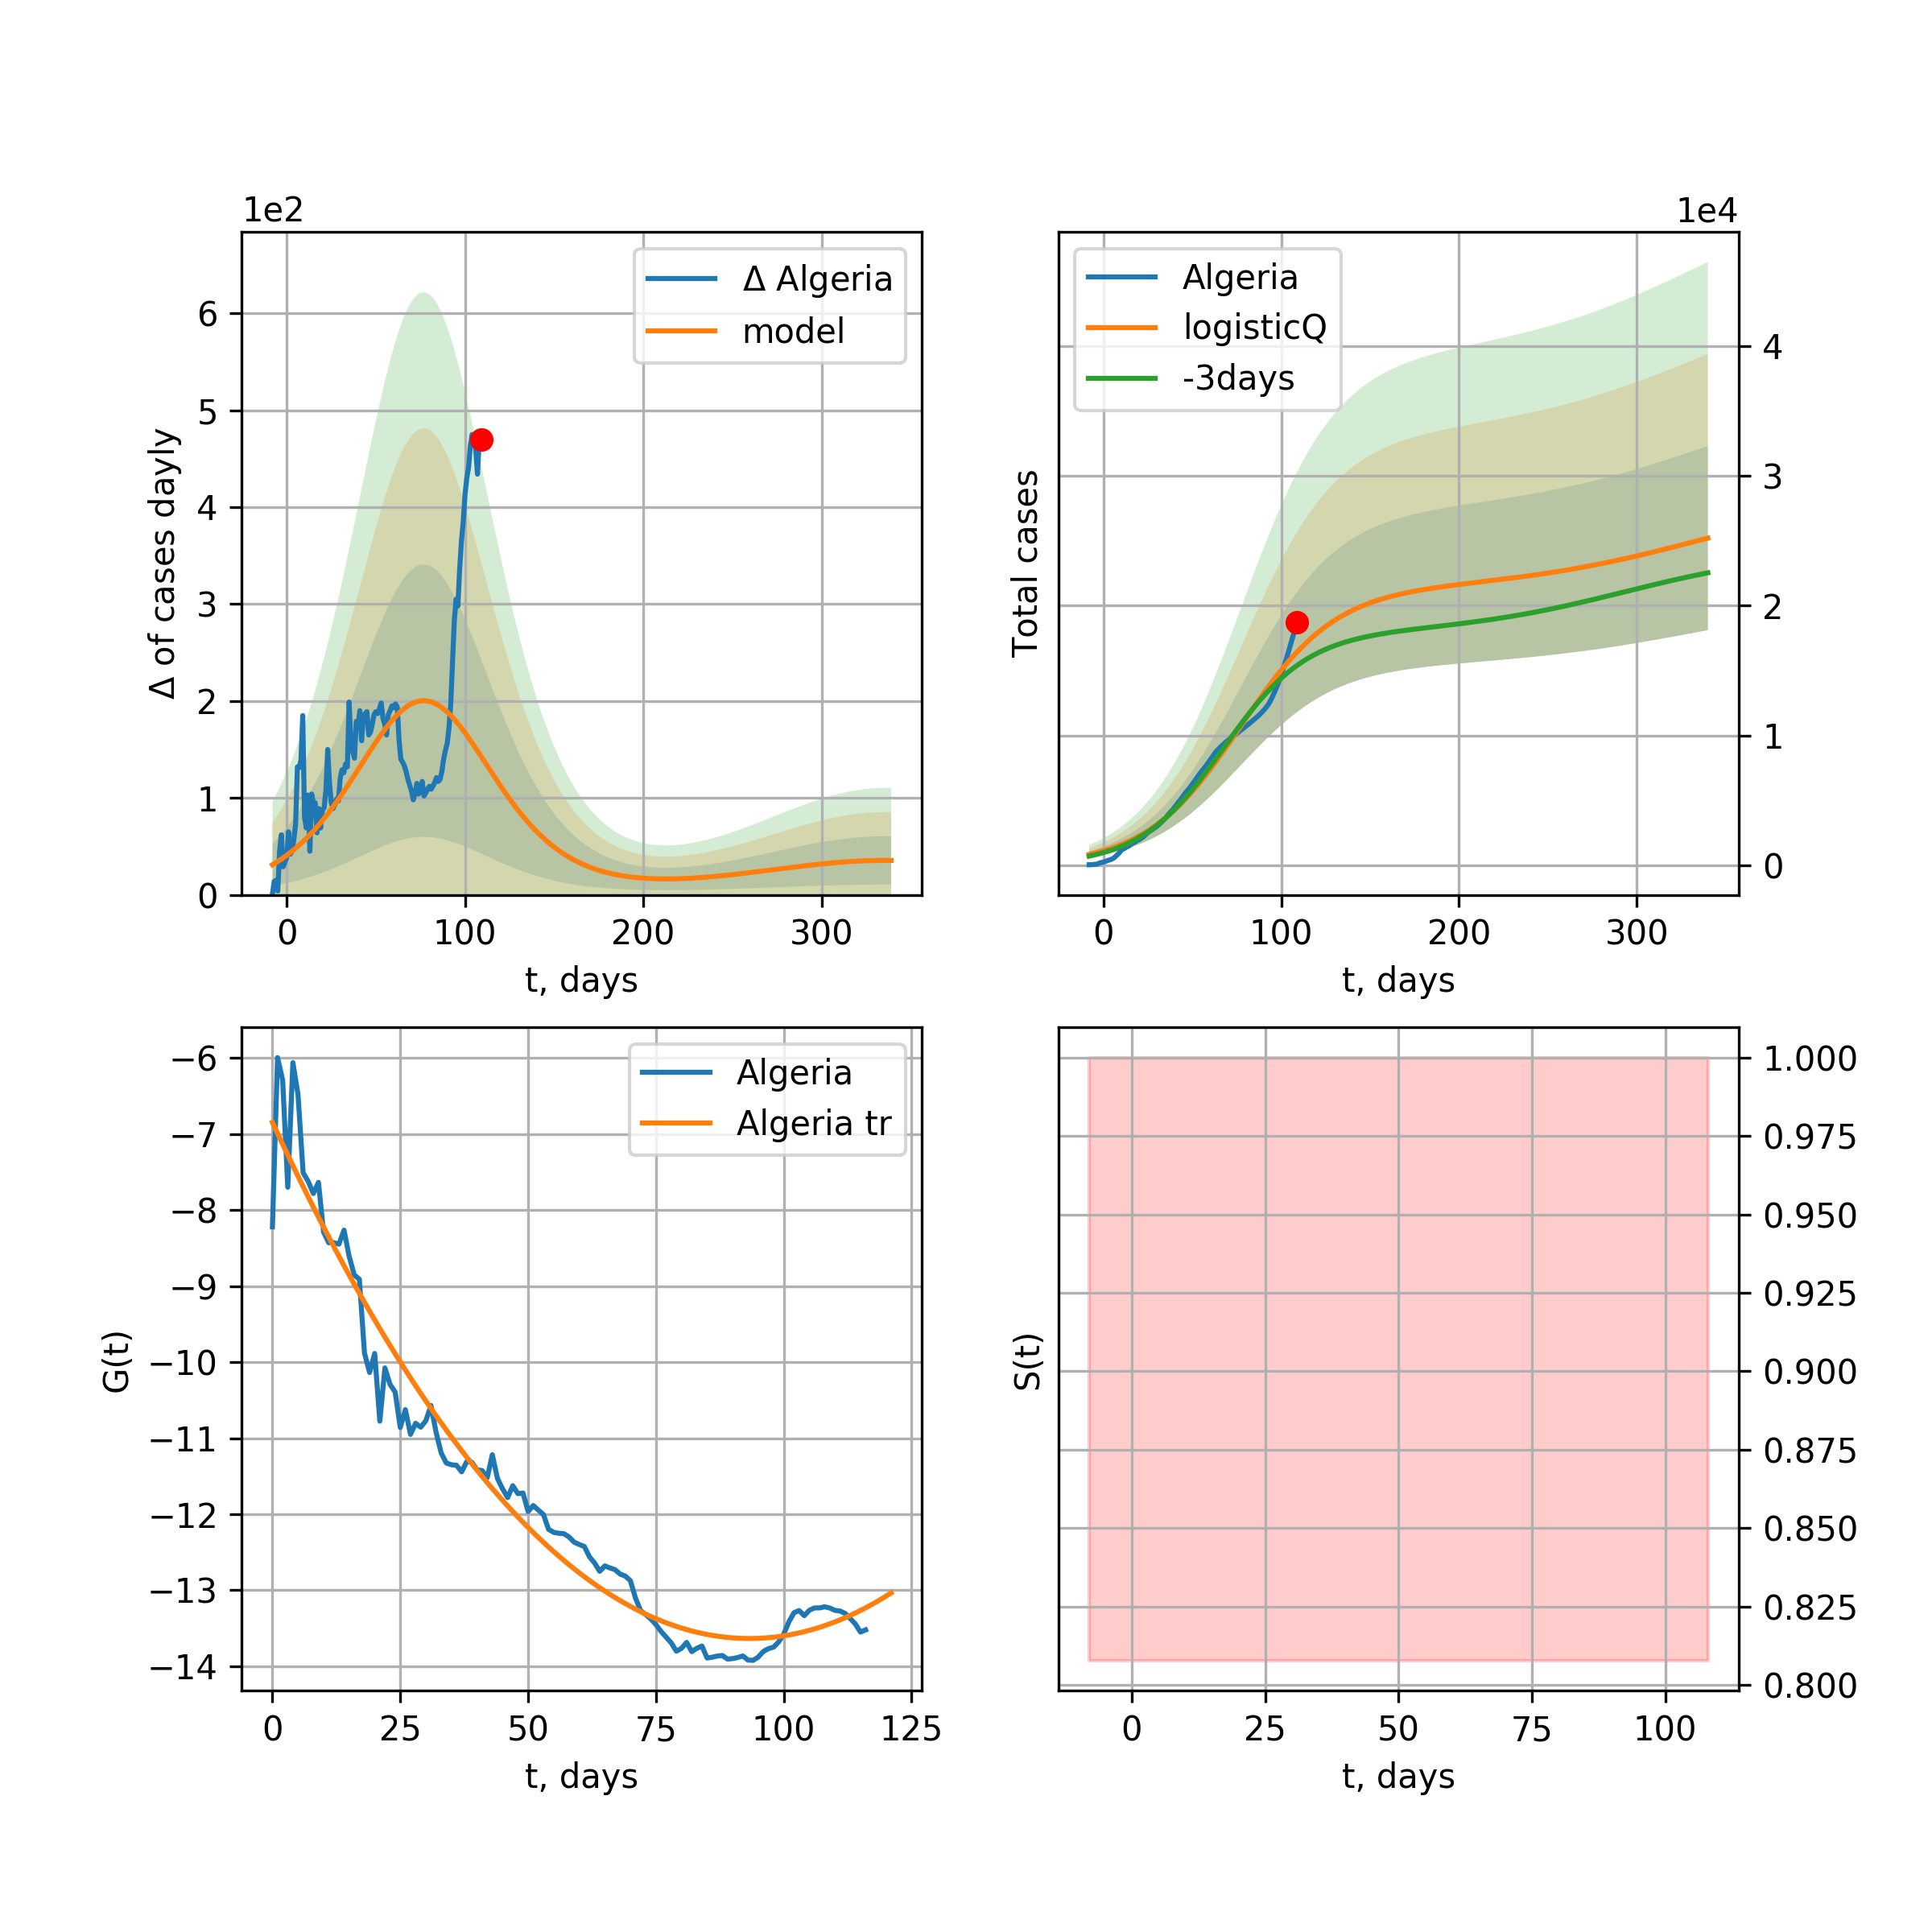 1e2
Δ of cases dayly
6
5
4
3
2
1
0
Δ Algeria
model
0 100 200 300
t, days
1e4
Total cases
Algeria
logisticQ
-3days
4
3
2
1
0
0 100 200 300
t, days
G(t)
−6
−7
−8
−9
−10
−11
−12
−13
−14
Algeria
Algeria tr
0 25 50 75 100 125
t, days
S(t)
1.000
0.975
0.950
0.925
0.900
0.875
0.850
0.825
0.800
0 25 50 75 100
t, days